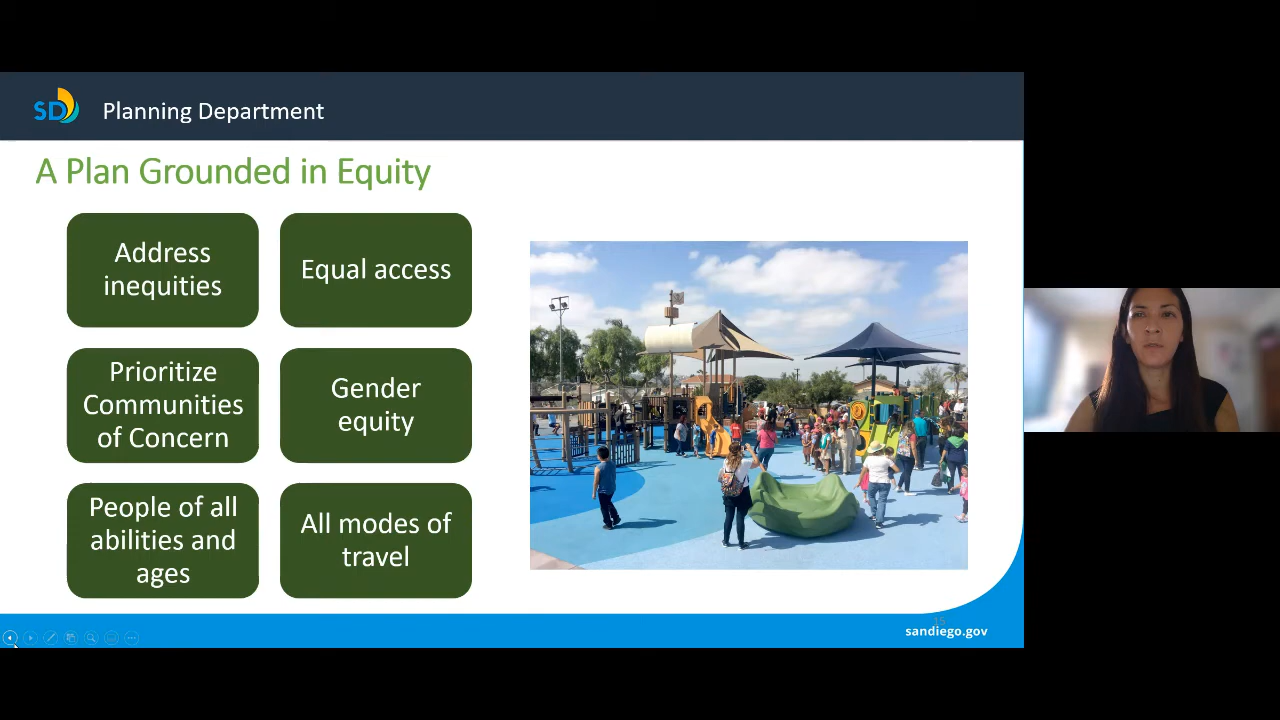 SD
Planning Department
A Plan Grounded in Equity
Address
inequities
Equal access
Prioritize
Communities
of Concern
Gender
equity
People of all
abilities and
ages
All modes of
travel
15
sandiego.gov